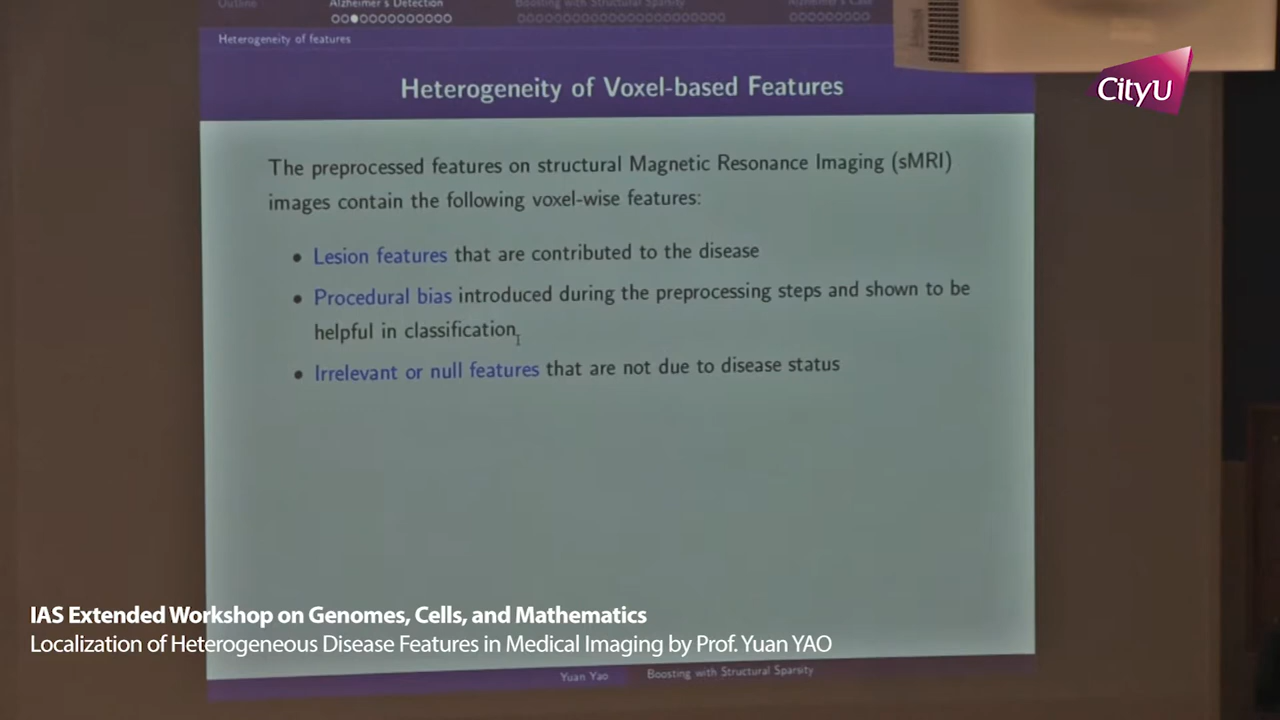 Outline
Alzheimer's Detection
Boosting with Structural Sparsity
Heterogeneity of features
Heterogeneity of Voxel-based Features
CityU
The preprocessed features on structural Magnetic Resonance Imaging (sMRI)
images contain the following voxel-wise features:
• Lesion features that are contributed to the disease
• Procedural bias introduced during the preprocessing steps and shown to be
helpful in classification
• Irrelevant or null features that are not due to disease status
IAS Extended Workshop on Genomes, Cells, and Mathematics
Localization of Heterogeneous Disease Features in Medical Imaging by Prof. Yuan YAO
Yuan Yao
Boosting with Structural Sparsity